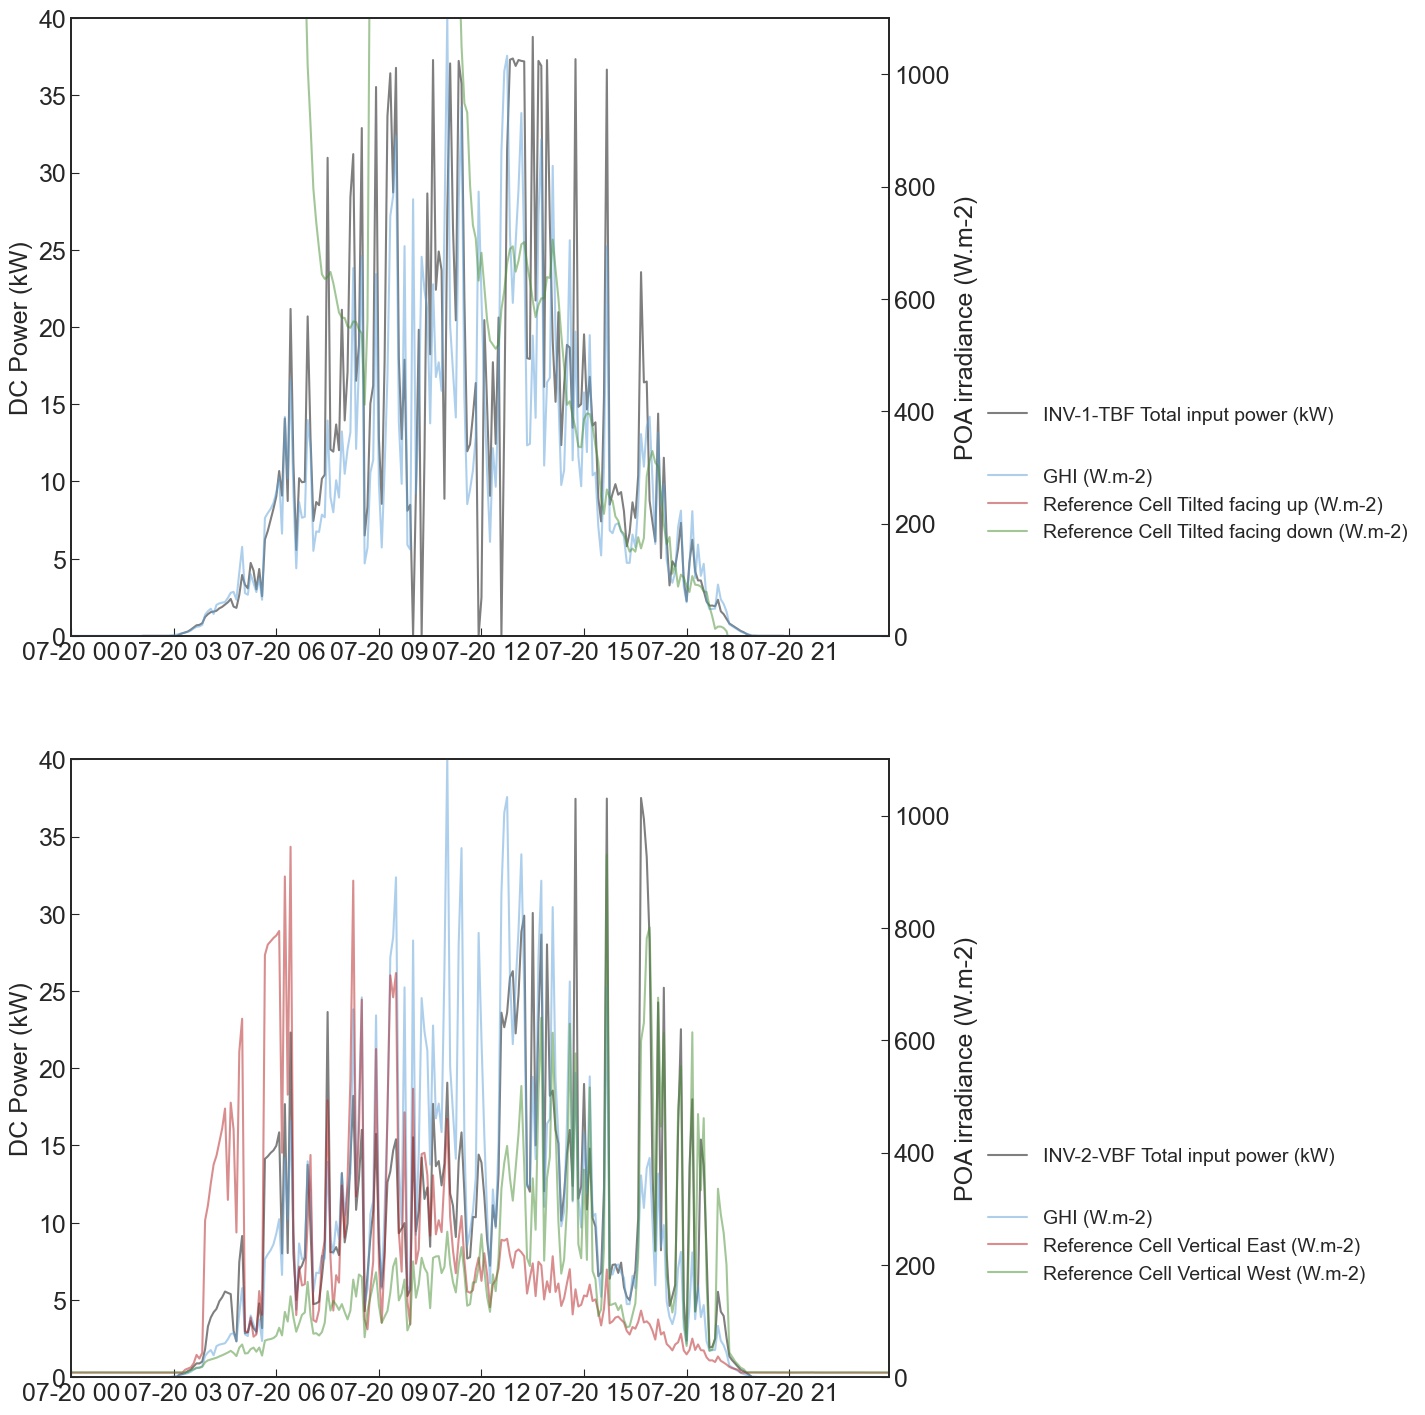 40
35
30
25
20
15
10
5
0
DC Power (kW)
1000
800
600
400
200
0
POA irradiance (W.m-2)
07-20 00 07-20 03 07-20 06 07-20 09 07-20 12 07-20 15 07-20 18 07-20 21
INV-1-TBF Total input power (kW)
GHI (W.m-2)
Reference Cell Tilted facing up (W.m-2)
Reference Cell Tilted facing down (W.m-2)
40
35
30
25
20
15
10
5
0
DC Power (kW)
1000
800
600
400
200
0
POA irradiance (W.m-2)
07-20 00 07-20 03 07-20 06 07-20 09 07-20 12 07-20 15 07-20 18 07-20 21
INV-2-VBF Total input power (kW)
GHI (W.m-2)
Reference Cell Vertical East (W.m-2)
Reference Cell Vertical West (W.m-2)